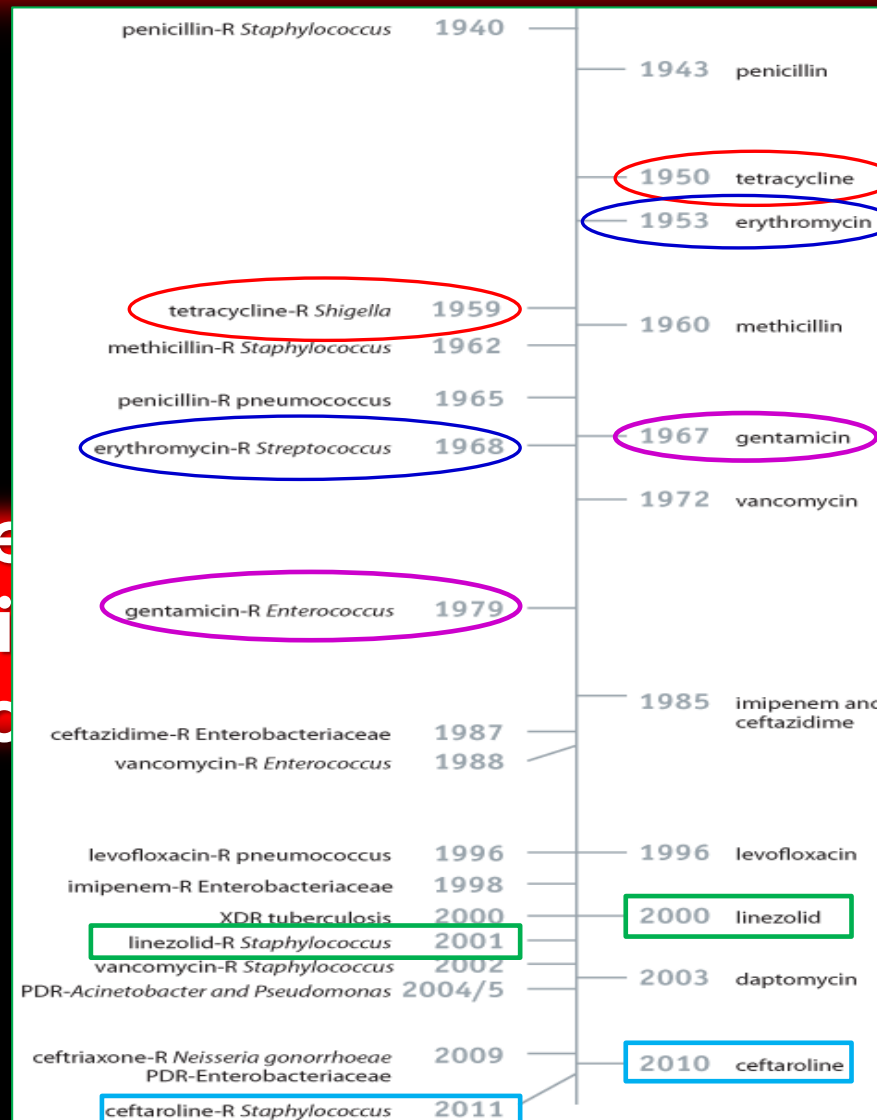 penicillin-R Staphylococcus 1940
1943 penicillin
1950 tetracycline
1953 erythromycin
tetracycline-R Shigella 1959
1960 methicillin
methicillin-R Staphylococcus 1962
penicillin-R pneumococcus 1965
1967 gentamicin
erythromycin-R Streptococcus 1968
1972 vancomycin
gentamicin-R Enterococcus 1979
1985 imipenem and
ceftazidime
ceftazidime-R Enterobacteriaceae 1987
vancomycin-R Enterococcus 1988
levofloxacin-R pneumococcus 1996
1996 levofloxacin
imipenem-R Enterobacteriaceae 1998
XDR tuberculosis 2000
2000 linezolid
linezolid-R Staphylococcus 2001
vancomycin-R Staphylococcus 2002
2003 daptomycin
PDR-Acinetobacter and Pseudomonas 2004/5
ceftriaxone-R Neisseria gonorrhoeae 2009
PDR-Enterobacteriaceae
2010 ceftaroline
ceftaroline-R Staphylococcus 2011